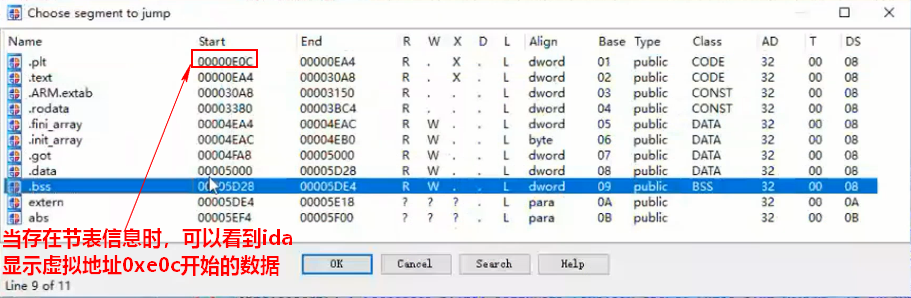 Choose segment to jump
Name Start End R W X D L Align Base Type Class AD T DS
.plt 00000E0C 00000EA4 R . X . L dword 01 public CODE 32 00 08
.text 00000EA4 000030A8 R . X . L dword 02 public CODE 32 00 08
.ARM.extab 000030A8 00003150 R . . . L dword 03 public CONST 32 00 08
.rodata 00003380 00003BC4 R . . . L dword 04 public CONST 32 00 08
.fini_array 00004EA4 00004EAC R W . . L dword 05 public DATA 32 00 08
.init_array 00004EAC 00004EB0 R W . . L byte 06 public DATA 32 00 08
.got 00004FA8 00005000 R W . . L dword 07 public DATA 32 00 08
.data 00005000 00005D28 R W . . L dword 08 public DATA 32 00 08
.bss 00005D28 00005DE4 R W . . L dword 09 public BSS 32 00 08
extern 00005DE4 00005E18 ? ? ? . L para 0A public 32 00 0A
abs 00005EF4 00005F00 ? ? ? . L para 0B public 32 00 0B
当存在节表信息时，可以看到ida
显示虚拟地址0xe0c开始的数据
OK Cancel Search Help
Line 9 of 11